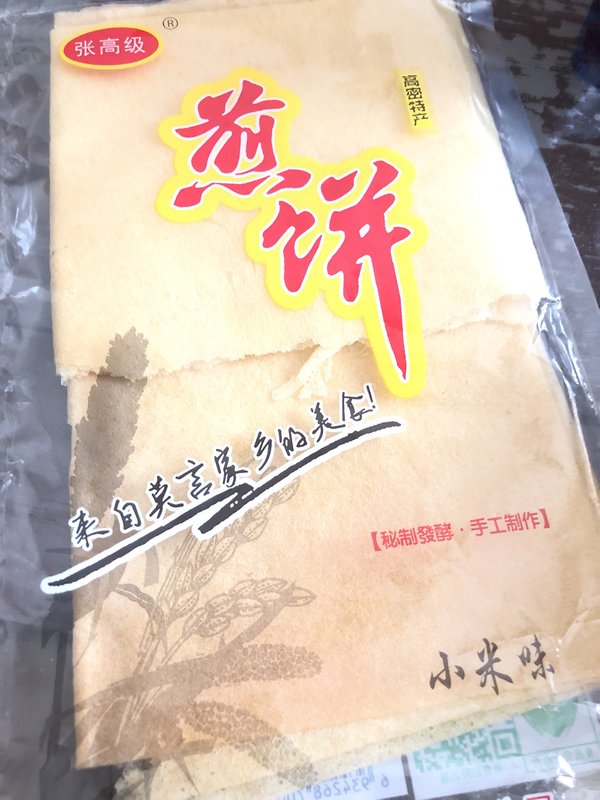 张高级®
高密特产
煎饼
来自莫言家乡的美食!
【秘制發酵·手工制作】
小米味